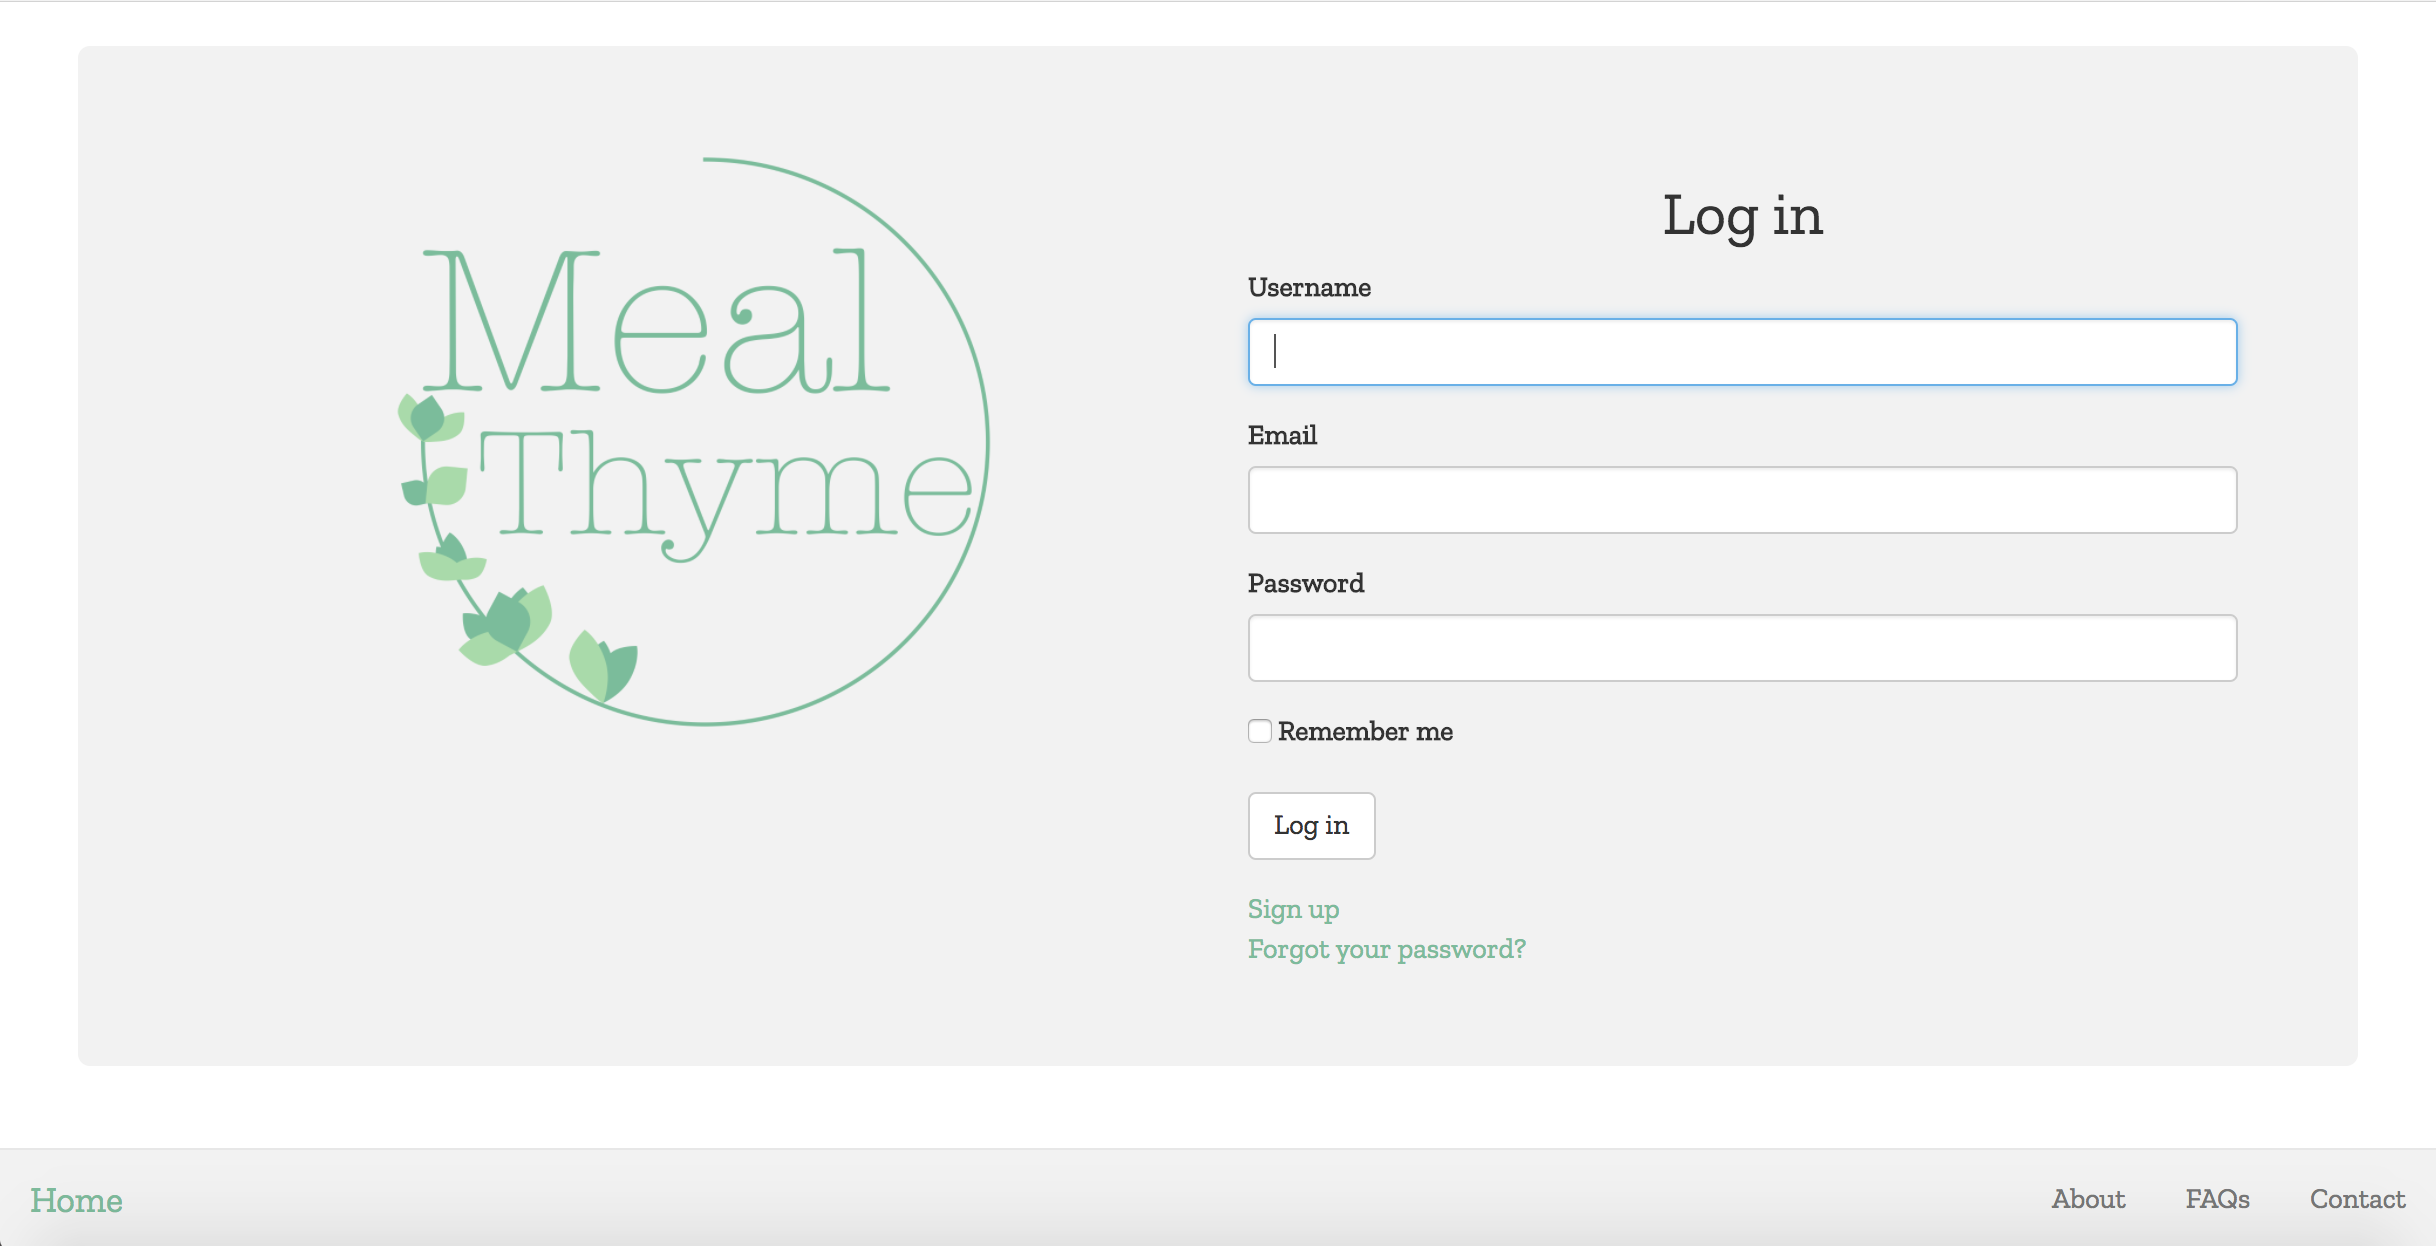 Meal
Thyme
Log in
Username
Email
Password
Remember me
Log in
Sign up
Forgot your password?
Home
About
FAQs
Contact